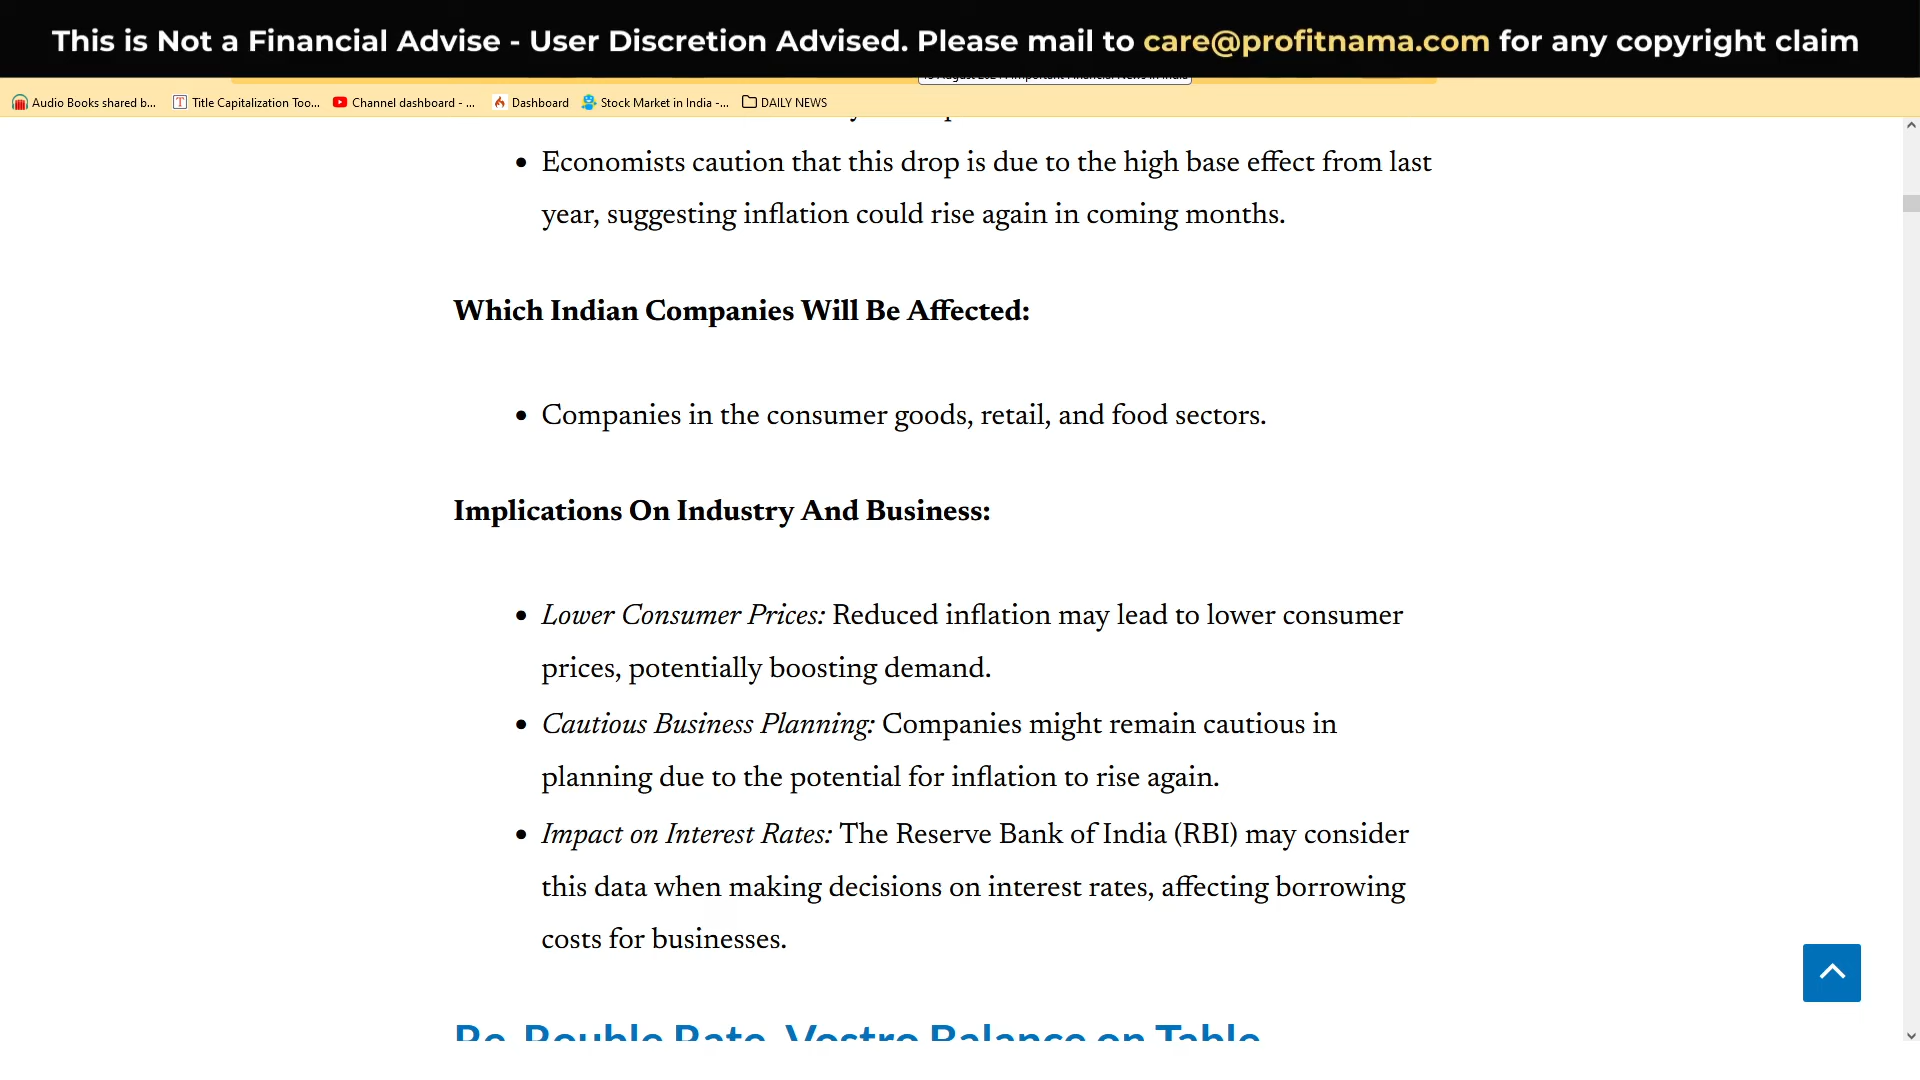 This is Not a Financial Advise - User Discretion Advised. Please mail to care@profitnama.com for any copyright claim
Audio Books shared b... Title Capitalization Too... Channel dashboard - ... Dashboard Stock Market in India -... DAILY NEWS
Economists caution that this drop is due to the high base effect from last
year, suggesting inflation could rise again in coming months.
Which Indian Companies Will Be Affected:
Companies in the consumer goods, retail, and food sectors.
Implications On Industry And Business:
Lower Consumer Prices: Reduced inflation may lead to lower consumer
prices, potentially boosting demand.
Cautious Business Planning: Companies might remain cautious in
planning due to the potential for inflation to rise again.
Impact on Interest Rates: The Reserve Bank of India (RBI) may consider
this data when making decisions on interest rates, affecting borrowing
costs for businesses.
Re-Rouble Rate, Vostro Balance on Table